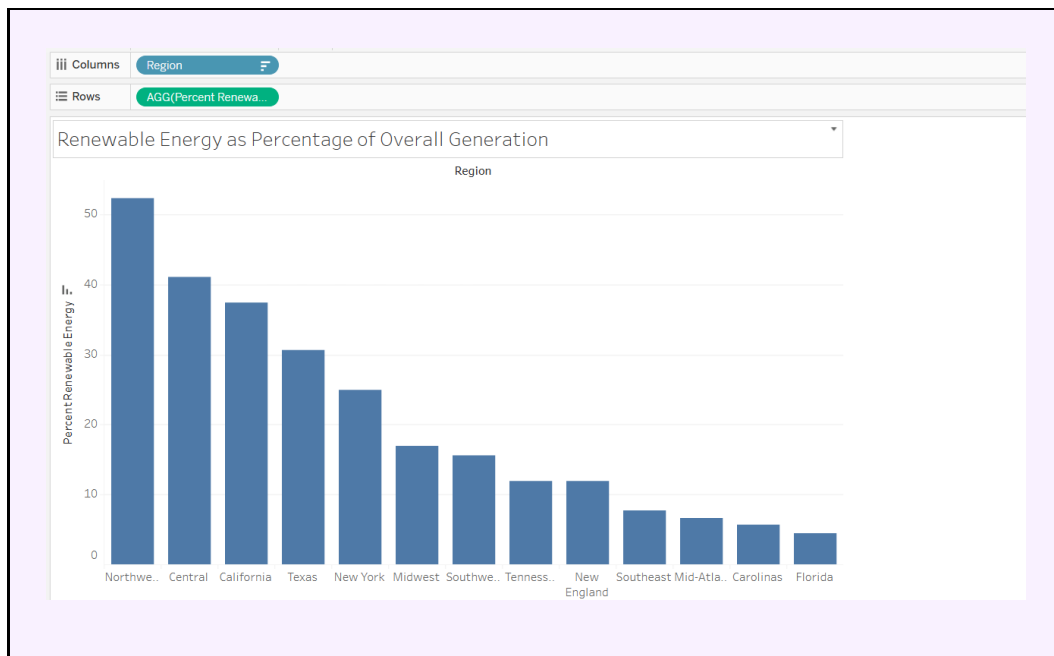 Columns
Region
Rows
AGG(Percent Renewa...
Renewable Energy as Percentage of Overall Generation
Region
Percent Renewable Energy
50
40
30
20
10
0
Northwe.. Central California Texas New York Midwest Southwe.. Tenness.. New England Southeast Mid-Atla.. Carolinas Florida